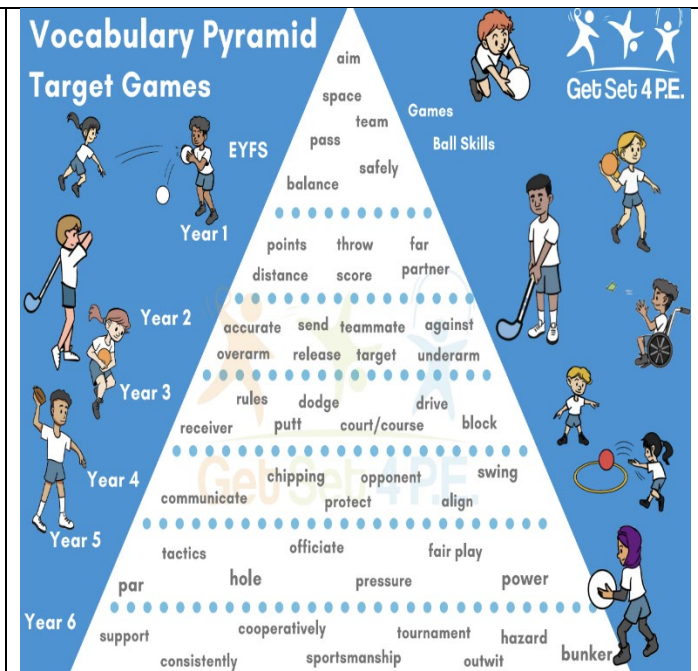 Vocabulary Pyramid
Target Games
Get Set 4 P.E.
Games
Ball Skills
EYFS
aim
space
team
pass
safely
balance
Year 1
points throw far
distance score partner
Year 2
accurate send teammate against
overarm release target underarm
Year 3
rules dodge drive
receiver putt court/course block
Year 4
chipping opponent swing
communicate protect align
Get Set 4 P.E.
Year 5
tactics officiate fair play
par hole pressure power
Year 6
support cooperatively tournament hazard
consistently sportsmanship outwit bunker